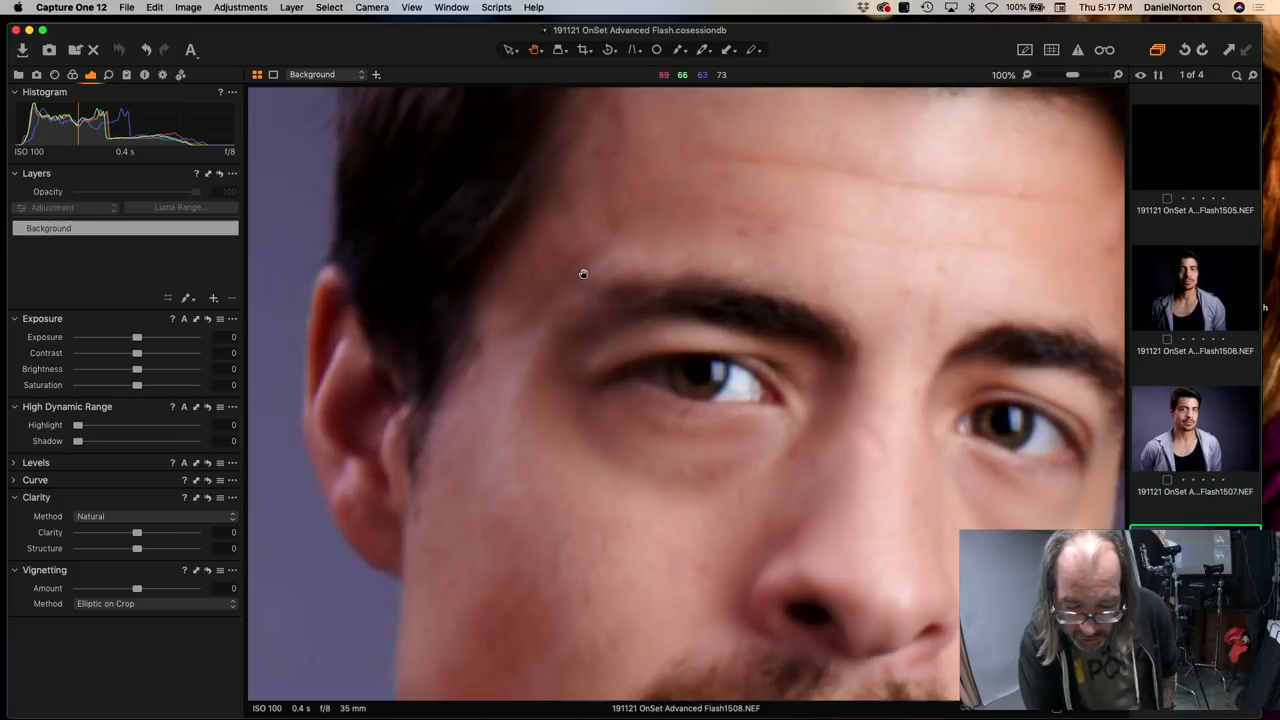 Capture One 12 File Edit Image Adjustments Layer Select Camera View Window Scripts Help 100% Thu 5:17 PM DanielNorton
191121 OnSet Advanced Flash.cosessiondb
Background 89 66 63 73 100% 1 of 4
Histogram ?
ISO 100 0.4 s f/8
Layers ?
Opacity 100
Adjustment Luma Range...
Background
Exposure ? A
Exposure 0
Contrast 0
Brightness 0
Saturation 0
High Dynamic Range ? A
Highlight 0
Shadow 0
Levels ? A
Curve ? A
Clarity ?
Method Natural
Clarity 0
Structure 0
Vignetting ?
Amount 0
Method Elliptic on Crop
191121 OnSet A...Flash1505.NEF
191121 OnSet A...Flash1506.NEF
191121 OnSet A...Flash1507.NEF
ISO 100 0.4 s f/8 35 mm 191121 OnSet Advanced Flash1508.NEF